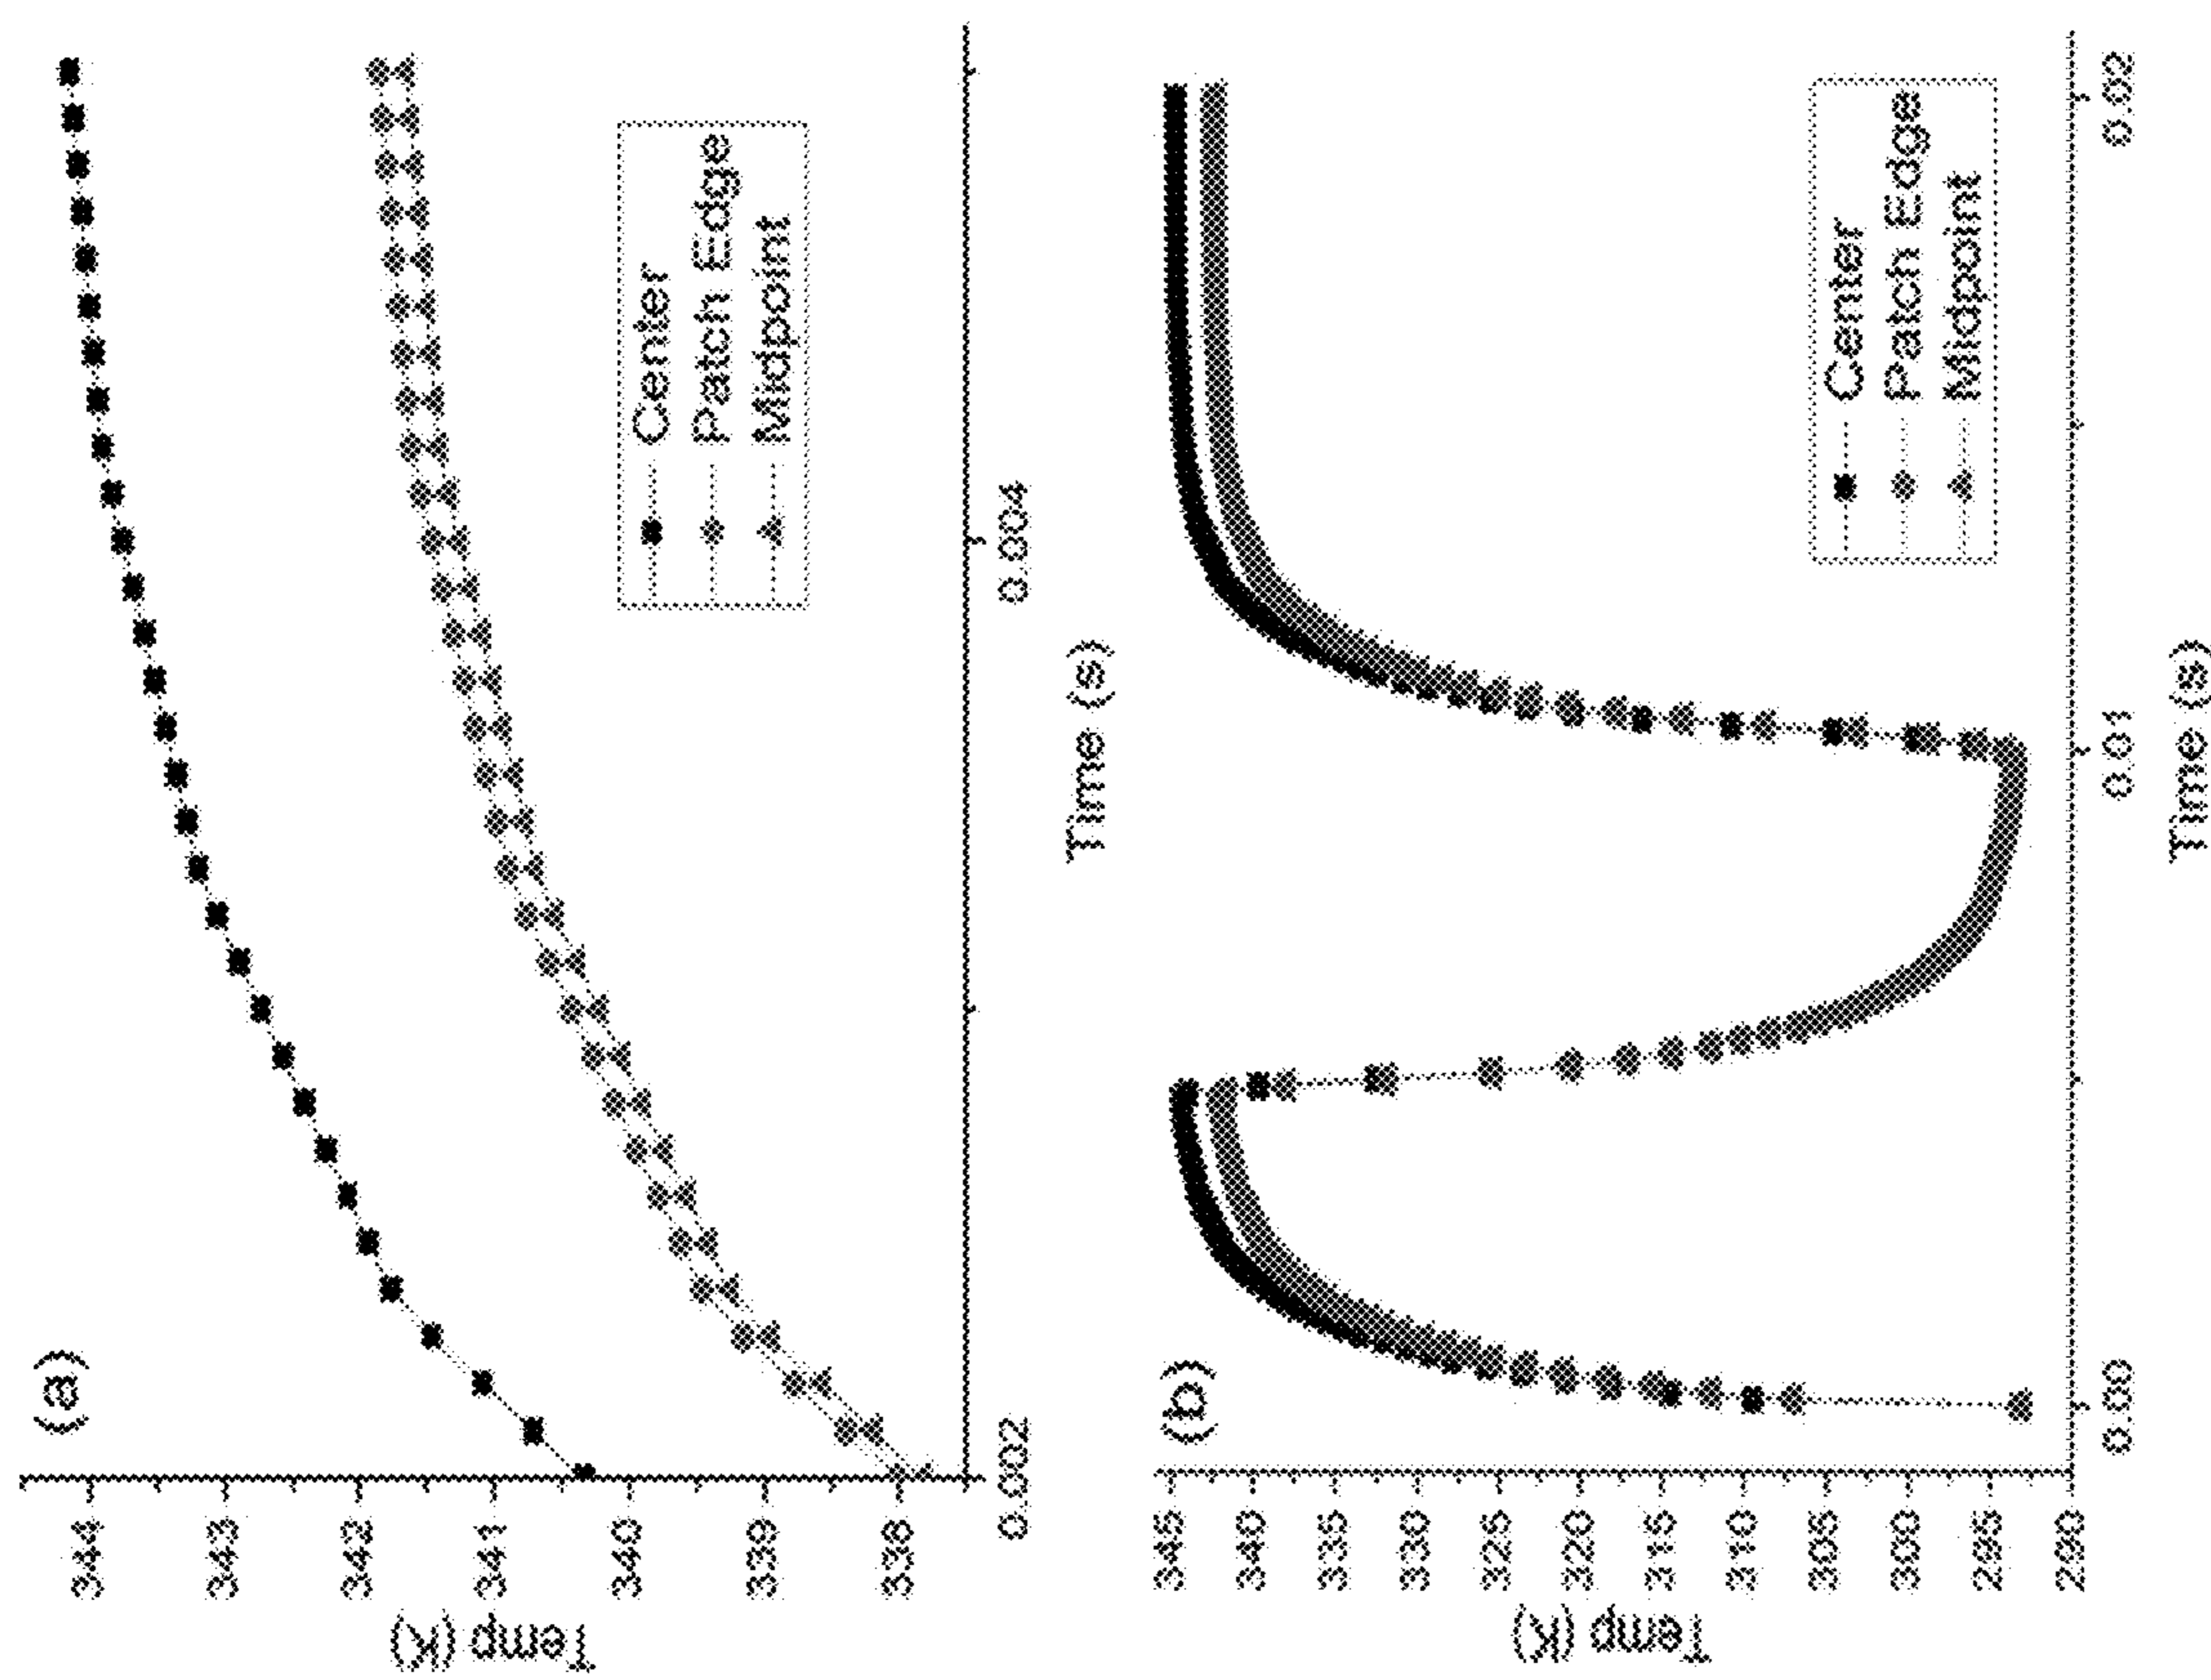 (a)
Temp (K)
344
343
342
341
340
339
338
Center
Patch Edge
Midpoint
0.002
0.004
Time (s)
(b)
Temp (K)
345
340
335
330
325
320
315
310
305
300
295
290
Center
Patch Edge
Midpoint
0.00
0.01
0.02
Time (s)